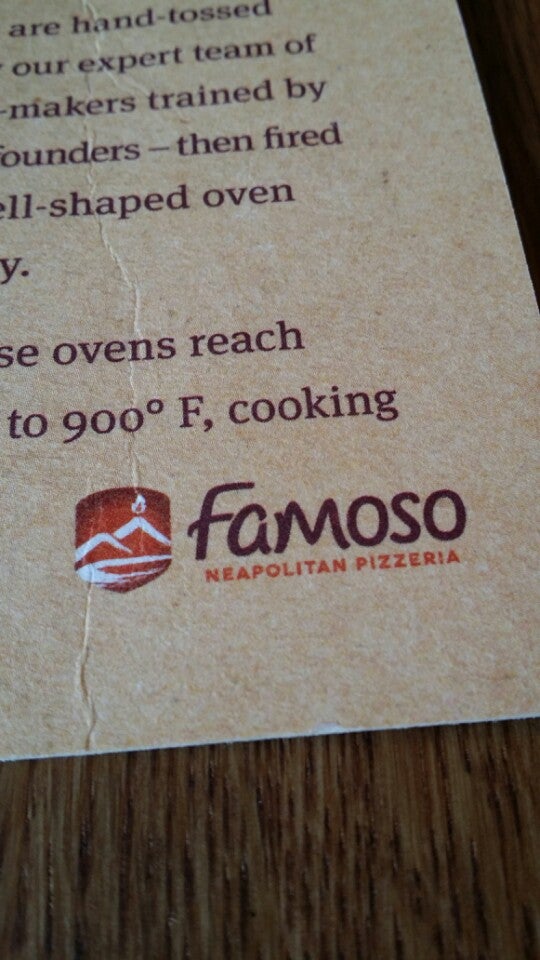 are hand-tossed
our expert team of
-makers trained by
founders – then fired
ell-shaped oven
y.
se ovens reach
to 900° F, cooking
Famoso
NEAPOLITAN PIZZERIA